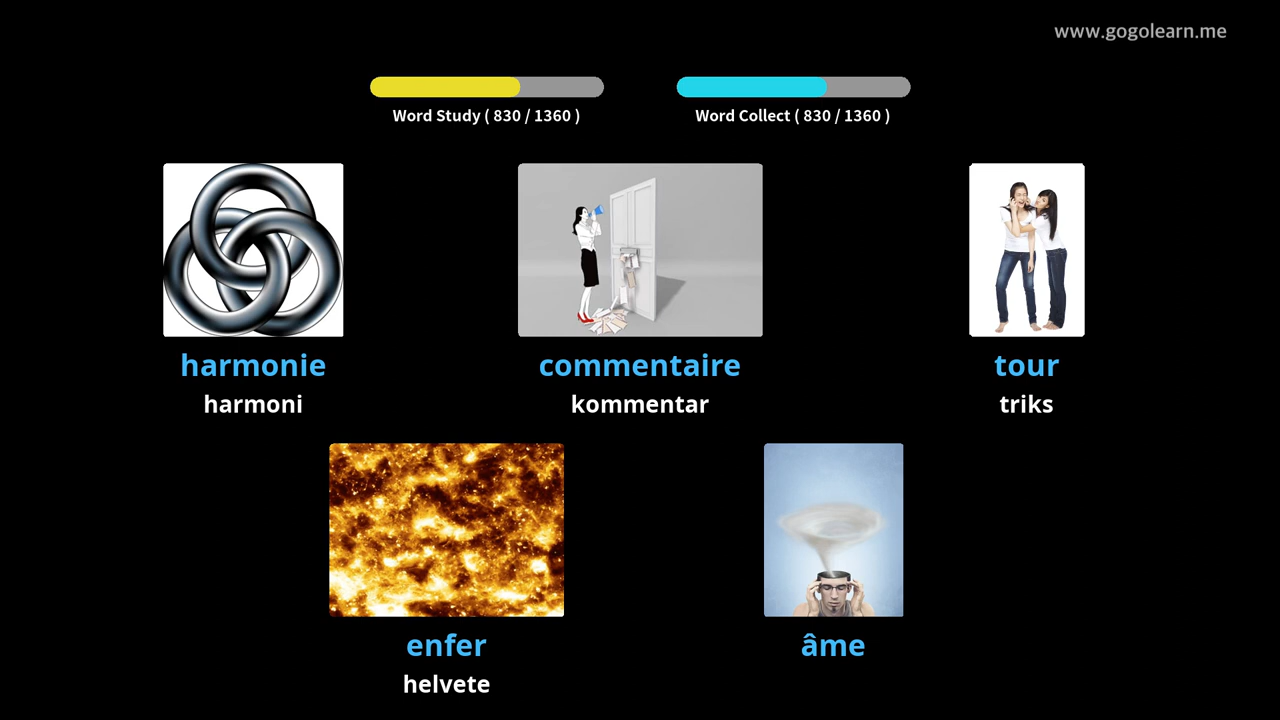 www.gogolearn.me
Word Study ( 830 / 1360 )
Word Collect ( 830 / 1360 )
harmonie
harmoni
commentaire
kommentar
tour
triks
enfer
helvete
âme